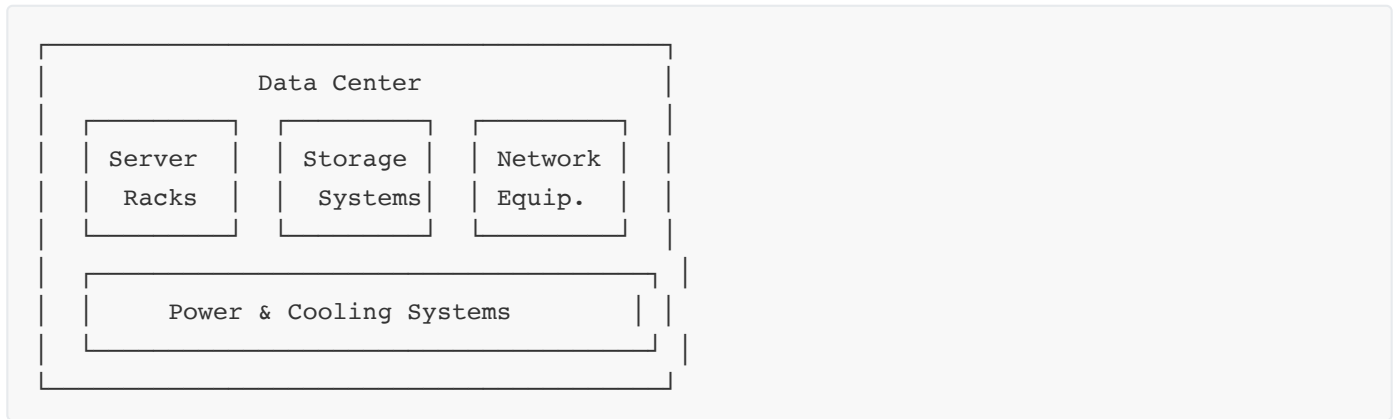 Data Center
Server Storage Network
Racks Systems Equip.
Power & Cooling Systems